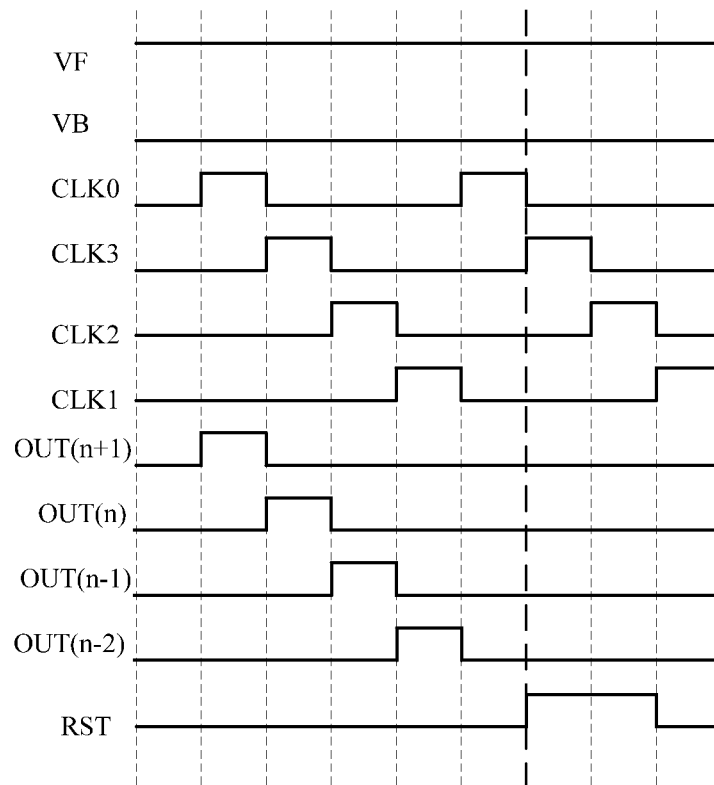 VF
VB
CLK0
CLK3
CLK2
CLK1
OUT(n+1)
OUT(n)
OUT(n-1)
OUT(n-2)
RST